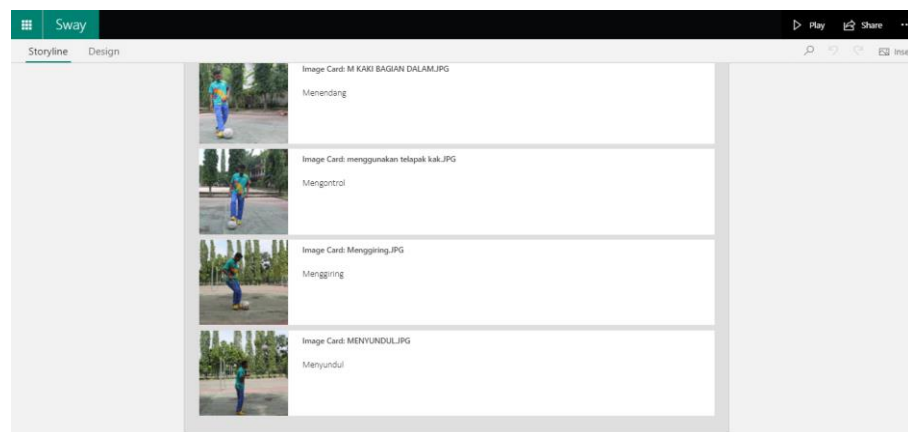 Sway
Play
Share
Storyline
Design
Image Card: M KAKI BAGIAN DALAM.JPG
Menendang
Image Card: menggunakan telapak kak.JPG
Mengontrol
Image Card: Menggiring.JPG
Menggiring
Image Card: MENYUNDUL.JPG
Menyundul